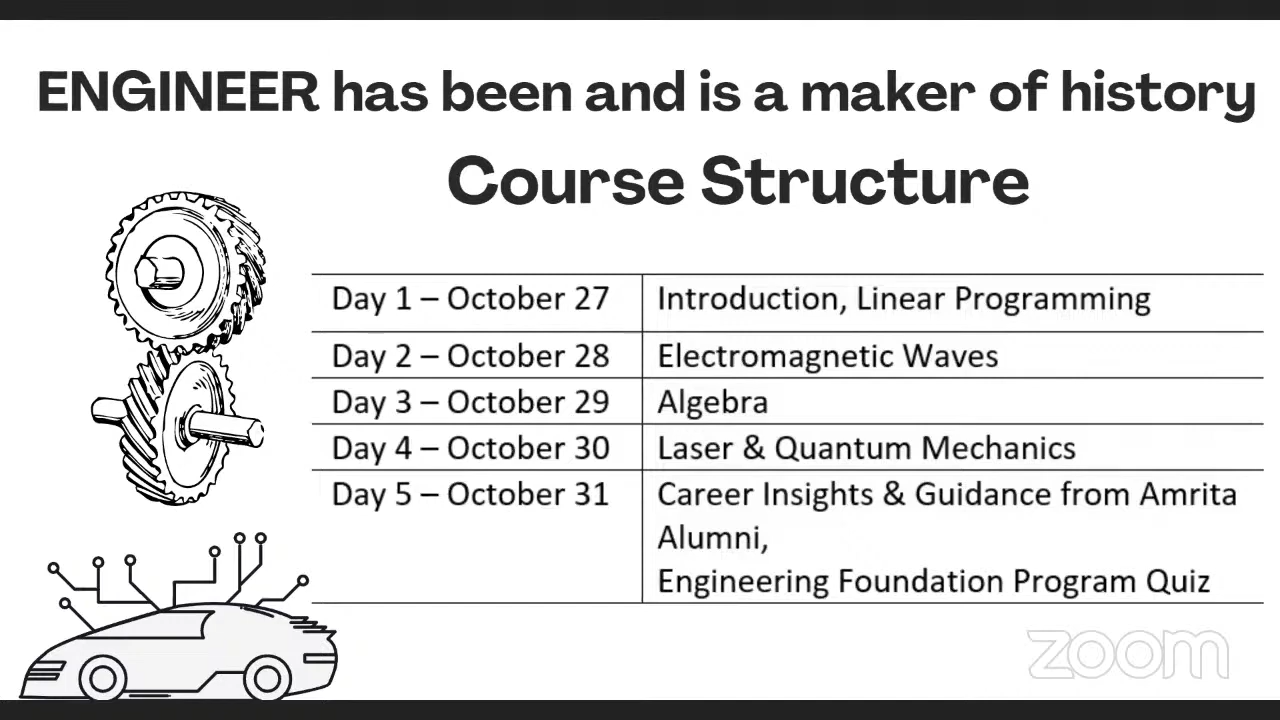 ENGINEER has been and is a maker of history
Course Structure
Day 1 – October 27 Introduction, Linear Programming
Day 2 – October 28 Electromagnetic Waves
Day 3 – October 29 Algebra
Day 4 – October 30 Laser & Quantum Mechanics
Day 5 – October 31 Career Insights & Guidance from Amrita
Alumni,
Engineering Foundation Program Quiz
zoom